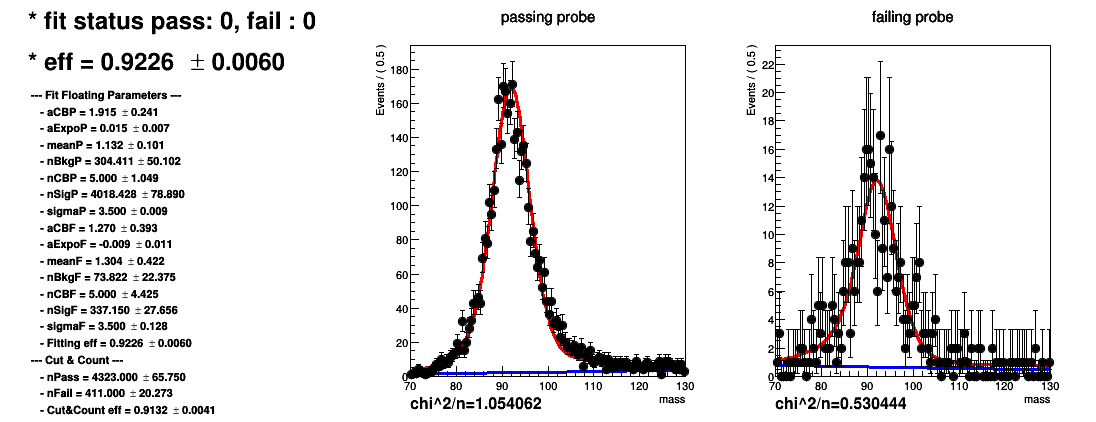 * fit status pass: 0, fail : 0
* eff = 0.9226 ± 0.0060
--- Fit Floating Parameters ---
- aCBP = 1.915 ± 0.241
- aExpoP = 0.015 ± 0.007
- meanP = 1.132 ± 0.101
- nBkgP = 304.411 ± 50.102
- nCBP = 5.000 ± 1.049
- nSigP = 4018.428 ± 78.890
- sigmaP = 3.500 ± 0.009
- aCBF = 1.270 ± 0.393
- aExpoF = -0.009 ± 0.011
- meanF = 1.304 ± 0.422
- nBkgF = 73.822 ± 22.375
- nCBF = 5.000 ± 4.425
- nSigF = 337.150 ± 27.656
- sigmaF = 3.500 ± 0.128
- Fitting eff = 0.9226 ± 0.0060
--- Cut & Count ---
- nPass = 4323.000 ± 65.750
- nFail = 411.000 ± 20.273
- Cut&Count eff = 0.9132 ± 0.0041
passing probe
Events / ( 0.5 )
180
160
140
120
100
80
60
40
20
0
70 80 90 100 110 120 130
mass
chi^2/n=1.054062
failing probe
Events / ( 0.5 )
22
20
18
16
14
12
10
8
6
4
2
0
70 80 90 100 110 120 130
mass
chi^2/n=0.530444